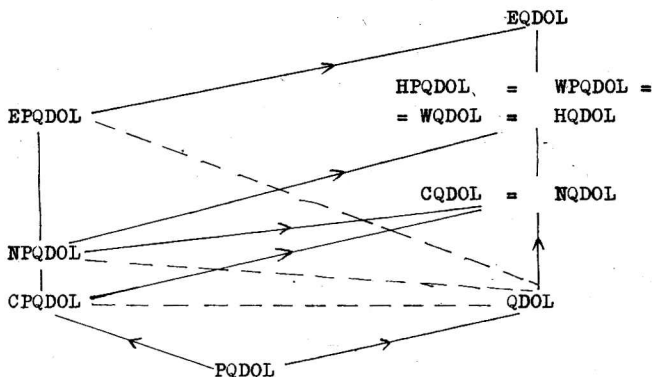 EQDOL
HPQDOL = WPQDOL =
EPQDOL
= WQDOL = HQDOL
CQDOL = NQDOL
NPQDOL
CPQDOL
QDOL
PQDOL